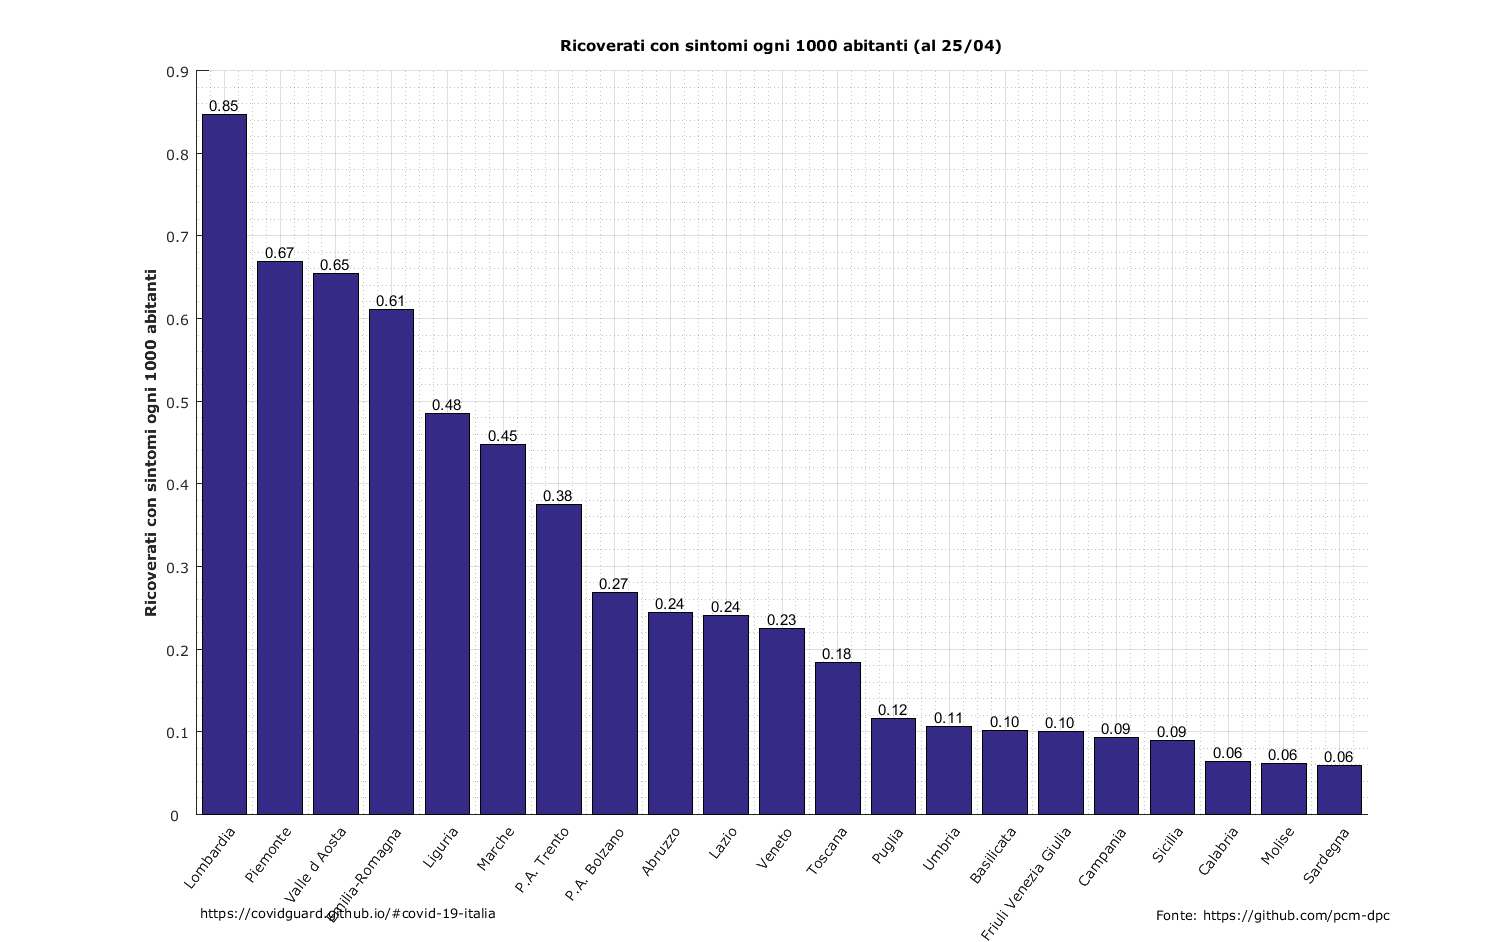 Ricoverati con sintomi ogni 1000 abitanti (al 25/04)
Ricoverati con sintomi ogni 1000 abitanti
0.9
0.8
0.7
0.6
0.5
0.4
0.3
0.2
0.1
0
0.85
0.67
0.65
0.61
0.48
0.45
0.38
0.27
0.24
0.24
0.23
0.18
0.12
0.11
0.10
0.10
0.09
0.09
0.06
0.06
0.06
Lombardia
Piemonte
Valle d Aosta
Emilia-Romagna
Liguria
Marche
P.A. Trento
P.A. Bolzano
Abruzzo
Lazio
Veneto
Toscana
Puglia
Umbria
Basilicata
Friuli Venezia Giulia
Campania
Sicilia
Calabria
Molise
Sardegna
https://covidguard.github.io/#covid-19-italia
Fonte: https://github.com/pcm-dpc